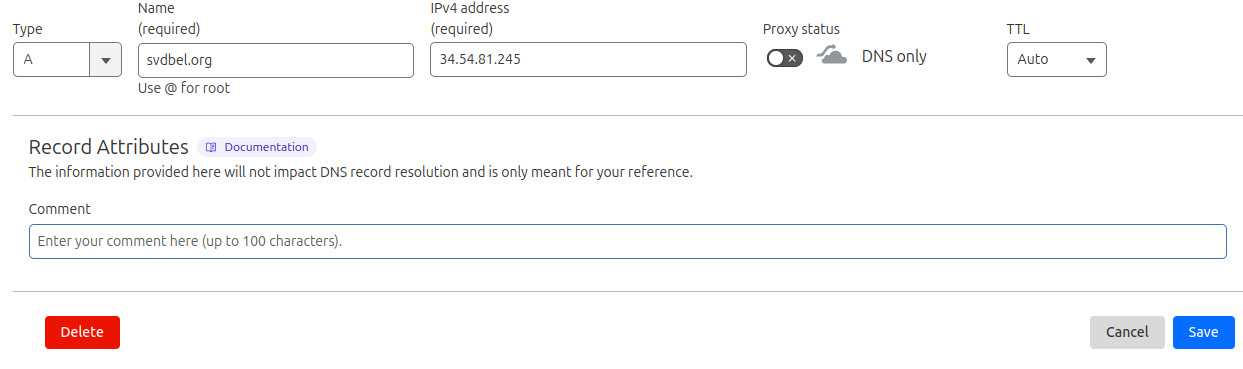 Type
Name
(required)
IPv4 address
(required)
Proxy status
TTL
A
svdbel.org
34.54.81.245
DNS only
Auto
Use @ for root
Record Attributes
Documentation
The information provided here will not impact DNS record resolution and is only meant for your reference.
Comment
Enter your comment here (up to 100 characters).
Delete
Cancel
Save